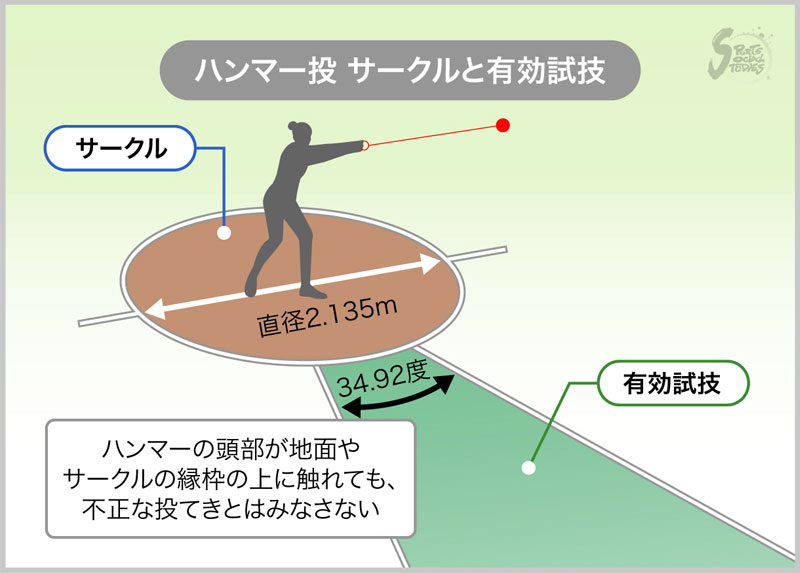 ハンマー投 サークルと有効試技
SPORTS
SOCIAL
STORIES
サークル
直径2.135m
34.92度
有効試技
ハンマーの頭部が地面や
サークルの縁枠の上に触れても、
不正な投てきとはみなさない